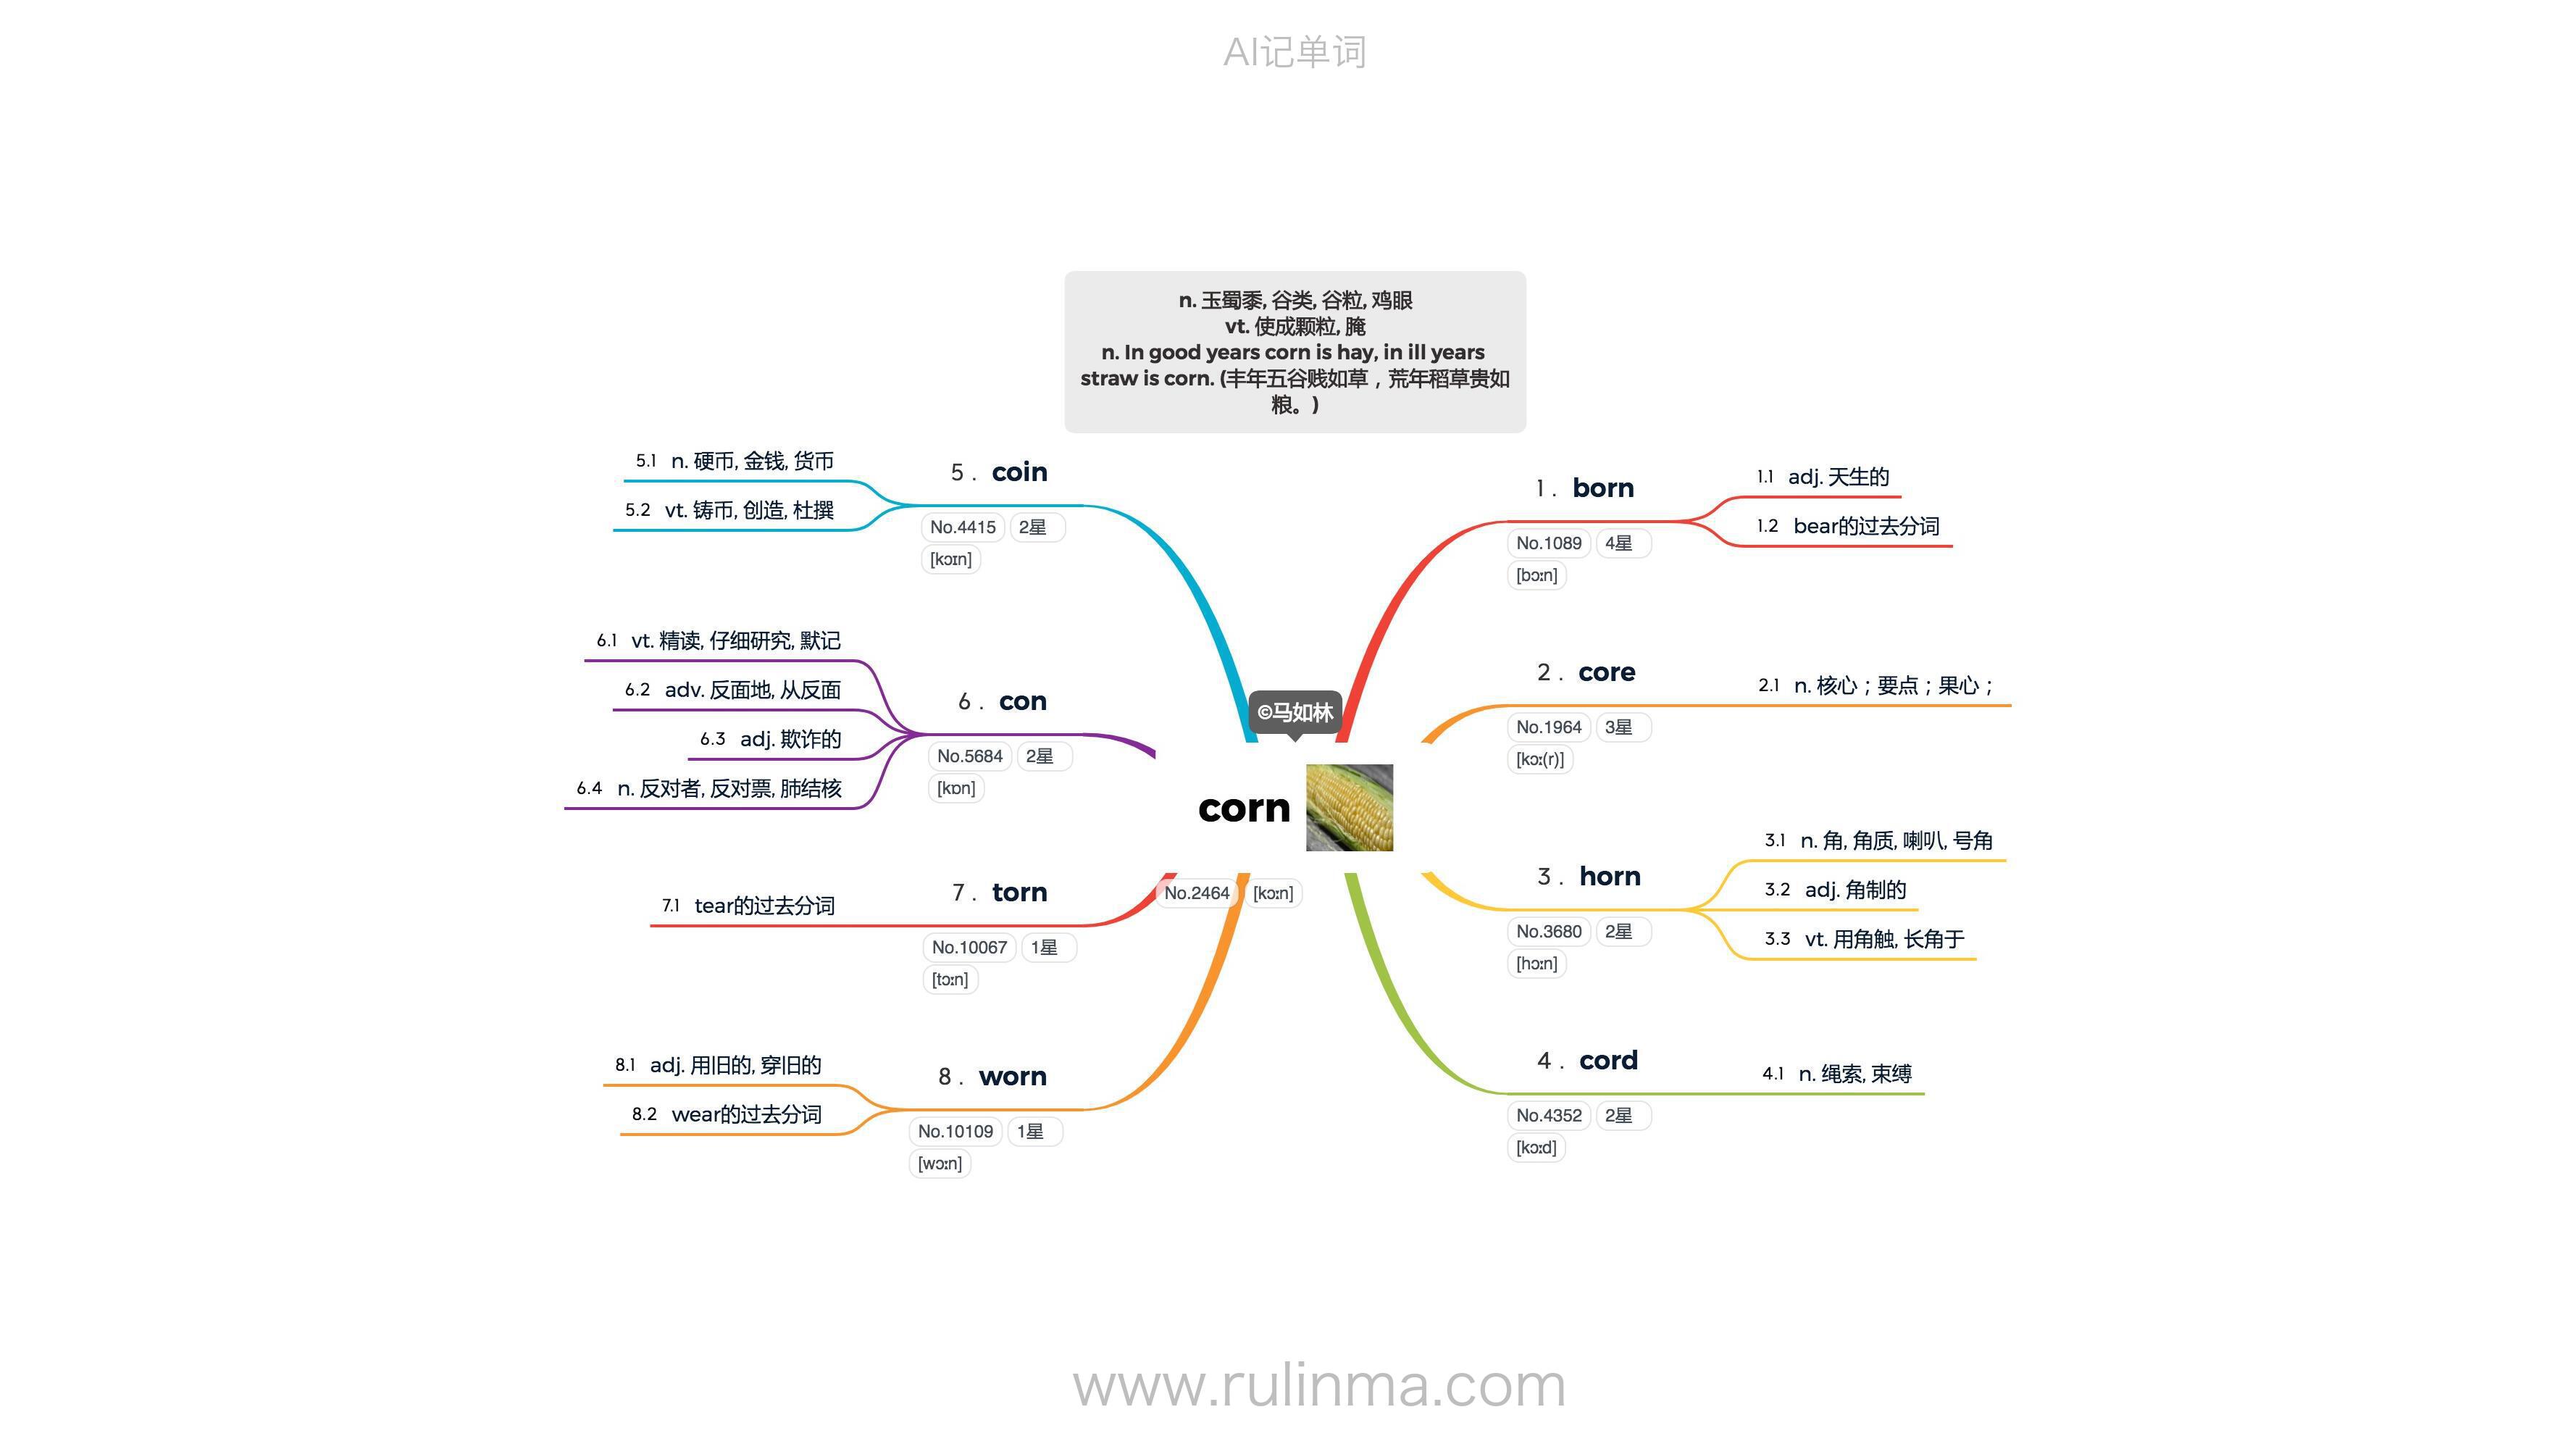 AI记单词
n. 玉蜀黍, 谷类, 谷粒, 鸡眼
vt. 使成颗粒, 腌
n. In good years corn is hay, in ill years
straw is corn. (丰年五谷贱如草，荒年稻草贵如
粮。)
©马如林
corn
No.2464 [kɔːn]
1. born
No.1089 4星
[bɔːn]
1.1 adj. 天生的
1.2 bear的过去分词
2. core
No.1964 3星
[kɔː(r)]
2.1 n. 核心；要点；果心；
3. horn
No.3680 2星
[hɔːn]
3.1 n. 角, 角质, 喇叭, 号角
3.2 adj. 角制的
3.3 vt. 用角触, 长角于
4. cord
No.4352 2星
[kɔːd]
4.1 n. 绳索, 束缚
5. coin
No.4415 2星
[kɔɪn]
5.1 n. 硬币, 金钱, 货币
5.2 vt. 铸币, 创造, 杜撰
6. con
No.5684 2星
[kɒn]
6.1 vt. 精读, 仔细研究, 默记
6.2 adv. 反面地, 从反面
6.3 adj. 欺诈的
6.4 n. 反对者, 反对票, 肺结核
7. torn
No.10067 1星
[tɔːn]
7.1 tear的过去分词
8. worn
No.10109 1星
[wɔːn]
8.1 adj. 用旧的, 穿旧的
8.2 wear的过去分词
www.rulinma.com